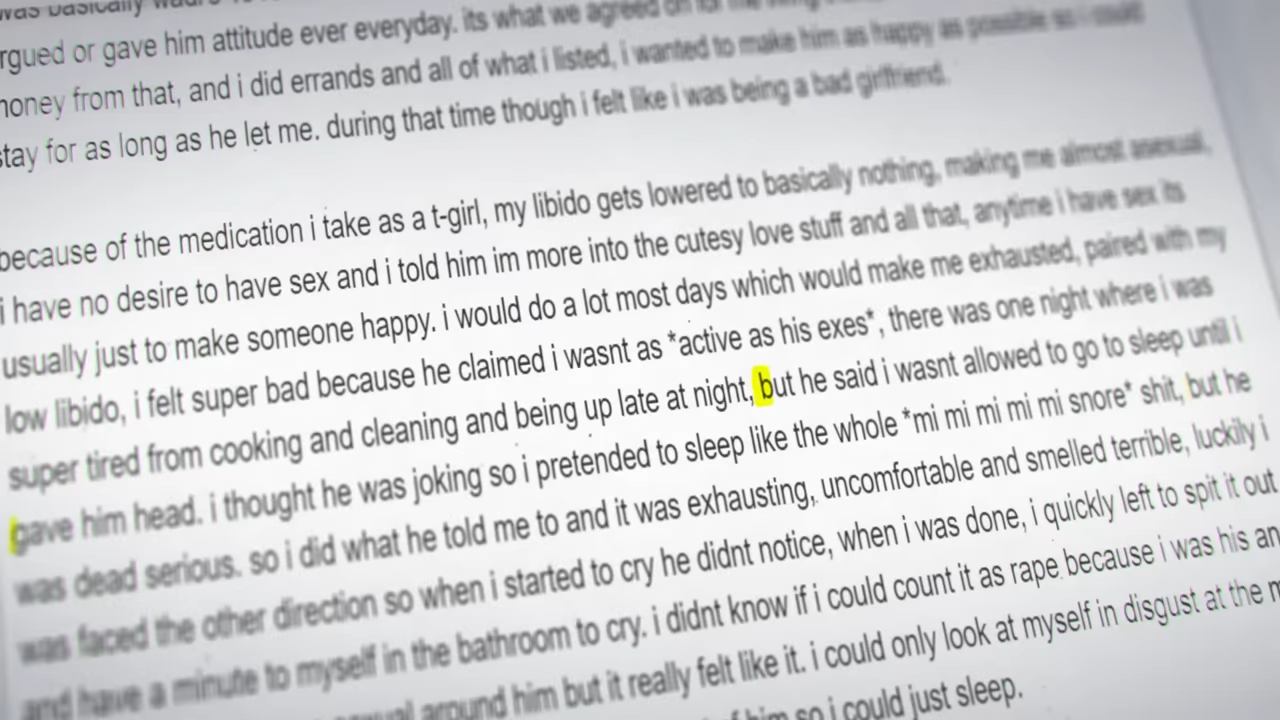 was basically
rgued or gave him attitude ever everyday. its what we agreed on for me
money from that, and i did errands and all of what i listed, i wanted to make him as happy as possible so i could
stay for as long as he let me. during that time though i felt like i was being a bad girlfriend.
because of the medication i take as a t-girl, my libido gets lowered to basically nothing, making me almost asexual,
i have no desire to have sex and i told him im more into the cutesy love stuff and all that, anytime i have sex its
usually just to make someone happy. i would do a lot most days which would make me exhausted, paired with my
low libido, i felt super bad because he claimed i wasnt as *active as his exes*, there was one night where i was
super tired from cooking and cleaning and being up late at night, but he said i wasnt allowed to go to sleep until i
gave him head. i thought he was joking so i pretended to sleep like the whole *mi mi mi mi mi snore* shit, but he
was dead serious. so i did what he told me to and it was exhausting, uncomfortable and smelled terrible, luckily i
was faced the other direction so when i started to cry he didnt notice, when i was done, i quickly left to spit it out
and have a minute to myself in the bathroom to cry. i didnt know if i could count it as rape because i was his an
around him but it really felt like it. i could only look at myself in disgust at the m
of him so i could just sleep.